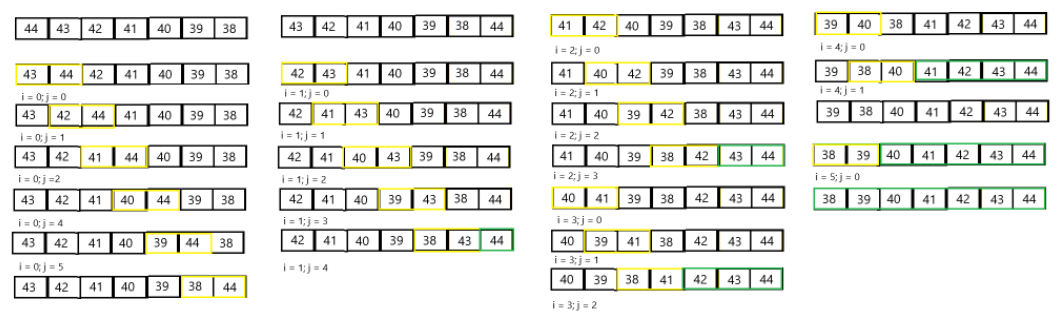 44 43 42 41 40 39 38
43 44 42 41 40 39 38
i = 0; j = 0
43 42 44 41 40 39 38
i = 0; j = 1
43 42 41 44 40 39 38
i = 0; j =2
43 42 41 40 44 39 38
i = 0; j = 4
43 42 41 40 39 44 38
i = 0; j = 5
43 42 41 40 39 38 44
43 42 41 40 39 38 44
42 43 41 40 39 38 44
i = 1; j = 0
42 41 43 40 39 38 44
i = 1; j = 1
42 41 40 43 39 38 44
i = 1; j = 2
42 41 40 39 43 38 44
i = 1; j = 3
42 41 40 39 38 43 44
i = 1; j = 4
41 42 40 39 38 43 44
i = 2; j = 0
41 40 42 39 38 43 44
i = 2; j = 1
41 40 39 42 38 43 44
i = 2; j = 2
41 40 39 38 42 43 44
i = 2; j = 3
40 41 39 38 42 43 44
i = 3; j = 0
40 39 41 38 42 43 44
i = 3; j = 1
40 39 38 41 42 43 44
i = 3; j = 2
39 40 38 41 42 43 44
i = 4; j = 0
39 38 40 41 42 43 44
i = 4; j = 1
39 38 40 41 42 43 44
38 39 40 41 42 43 44
i = 5; j = 0
38 39 40 41 42 43 44